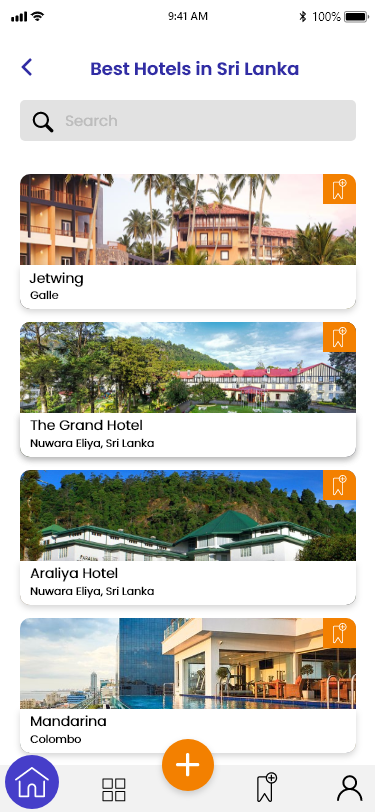 9:41 AM
100%
Best Hotels in Sri Lanka
Search
Jetwing
Galle
The Grand Hotel
Nuwara Eliya, Sri Lanka
Araliya Hotel
Nuwara Eliya, Sri Lanka
Mandarina
Colombo